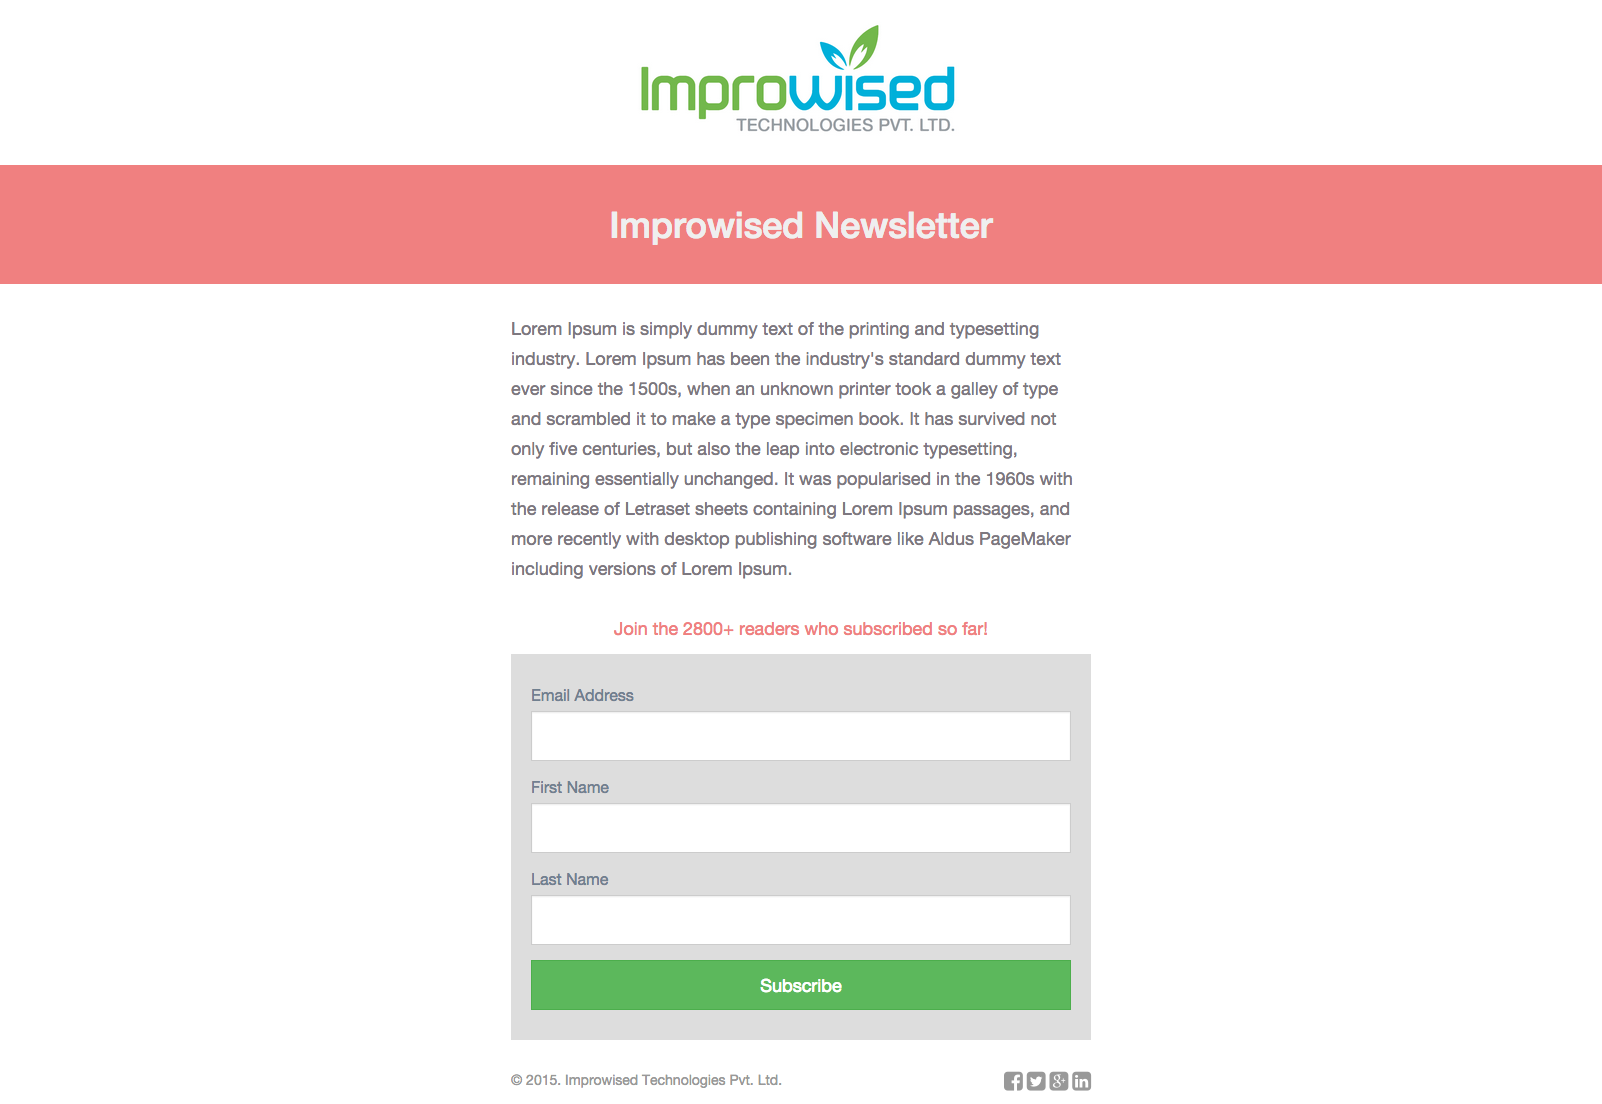 Improwised
TECHNOLOGIES PVT. LTD.
Improwised Newsletter
Lorem Ipsum is simply dummy text of the printing and typesetting
industry. Lorem Ipsum has been the industry's standard dummy text
ever since the 1500s, when an unknown printer took a galley of type
and scrambled it to make a type specimen book. It has survived not
only five centuries, but also the leap into electronic typesetting,
remaining essentially unchanged. It was popularised in the 1960s with
the release of Letraset sheets containing Lorem Ipsum passages, and
more recently with desktop publishing software like Aldus PageMaker
including versions of Lorem Ipsum.
Join the 2800+ readers who subscribed so far!
Email Address
First Name
Last Name
Subscribe
© 2015. Improwised Technologies Pvt. Ltd.